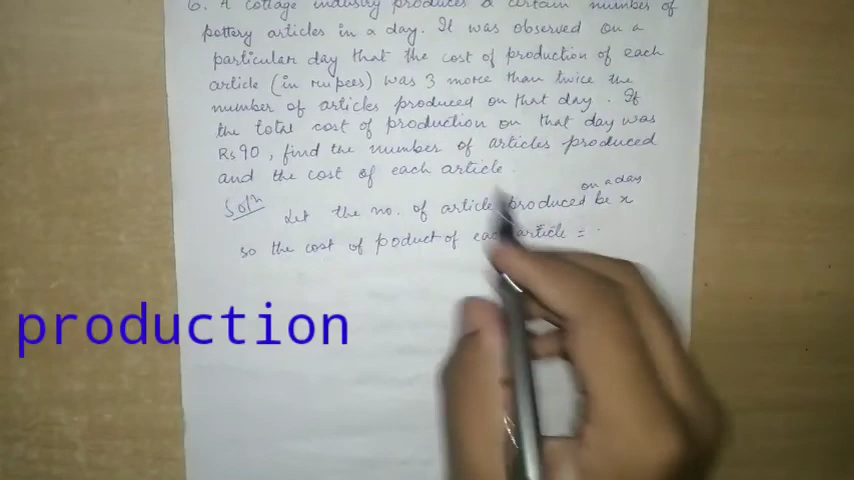 6. A cottage industry produces a certain number of
pottery articles in a day. It was observed on a
particular day that the cost of production of each
article (in rupees) was 3 more than twice the
number of articles produced on that day. If
the total cost of production on that day was
Rs 90, find the number of articles produced
and the cost of each article.
on a day
Soln
Let the no. of article produced be x
so the cost of poduct of each article =
production